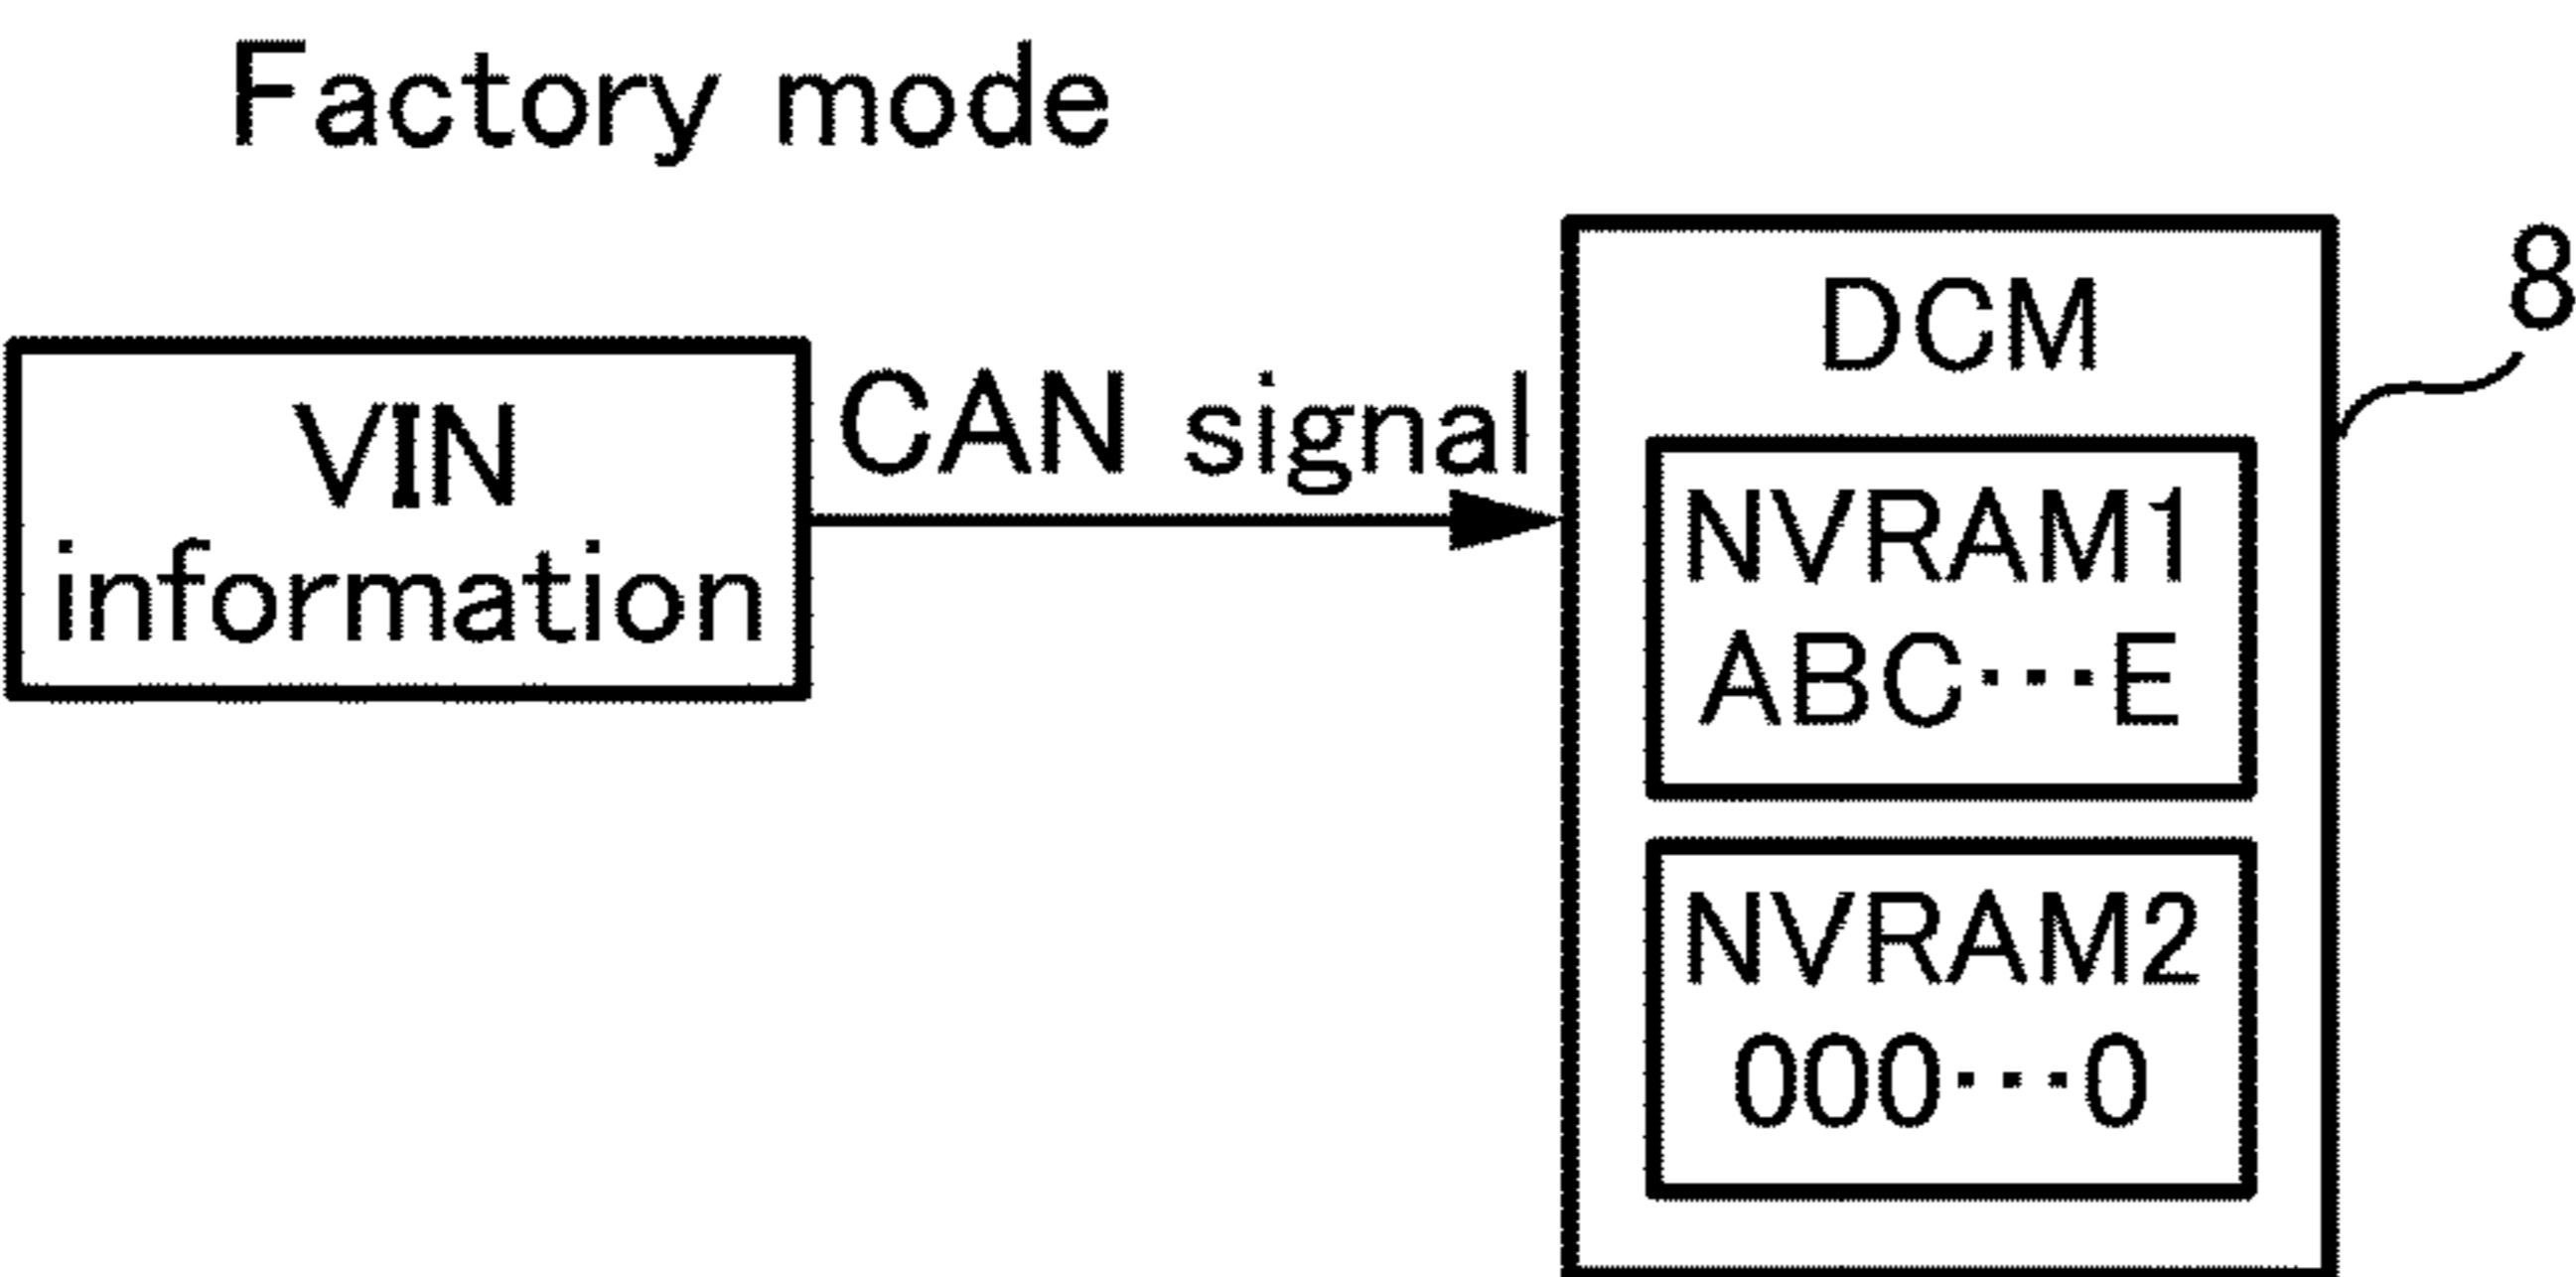 Factory mode
VIN
information
CAN signal
DCM
8
NVRAM1
ABC···E
NVRAM2
000···0